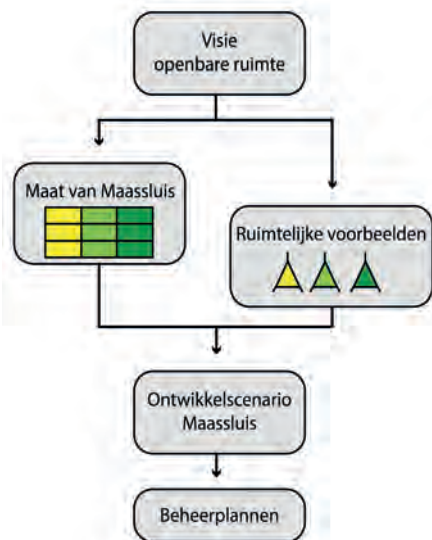 Visie
openbare ruimte
Maat van Maassluis
Ruimtelijke voorbeelden
Ontwikkelscenario
Maassluis
Beheerplannen